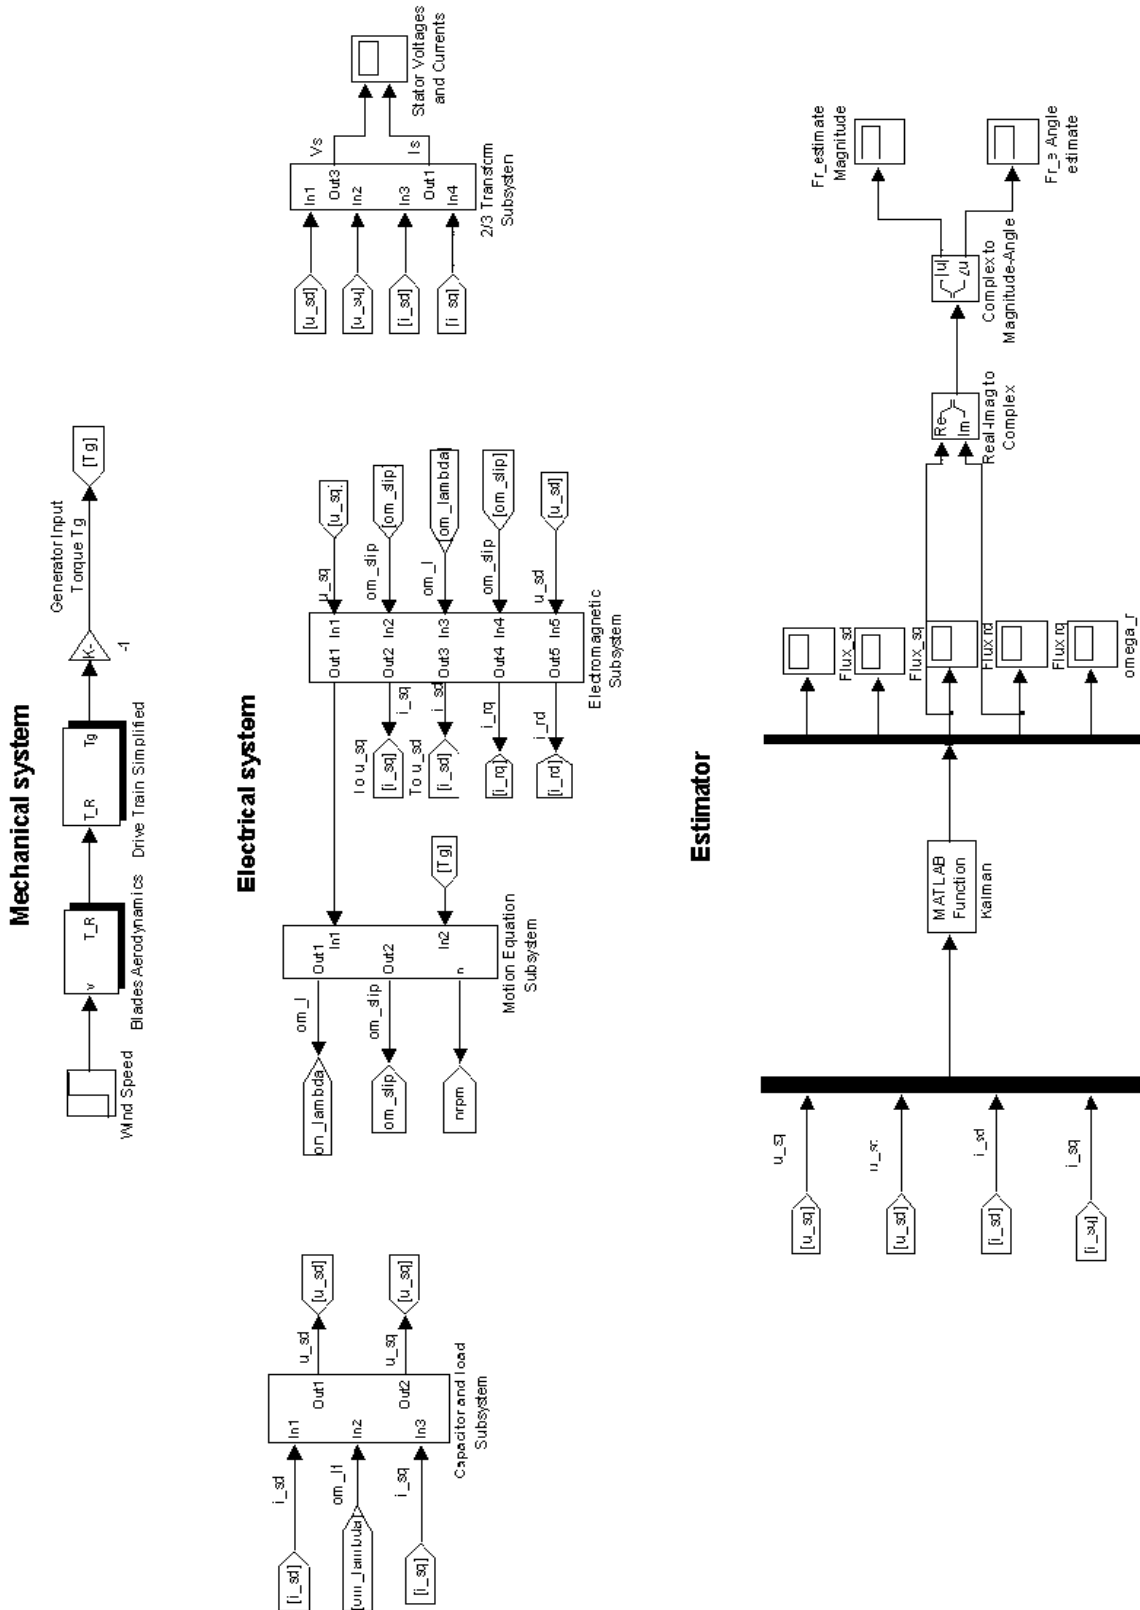 Mechanical system
Wind Speed
v
T_R
Blades Aerodynamics
T_R
Tg
Drive Train Simplified
K-
-1
Generator Input
Torque Tg
[Tg]
Electrical system
[i_sd]
i_sd
[om_lambda]
[i_sq]
i_sq
In1
In2
In3
Out1
Out2
Capacitor and load
Subsystem
u_sd
[u_sd]
u_sq
[u_sq]
on_lambda
om_l
om_slip
om_slip
nrpm
Out1
In1
Out2
n
In2
Motion Equation
Subsystem
[Tg]
To u_sq
[i_sq]
i_sq
To u_sd
[i_sd]
i_sd
[i_rq]
i_rq
[i_rd]
i_rd
Out1 In1
Out2 In2
Out3 In3
Out4 In4
Out5 In5
Electromagnetic
Subsystem
u_sq
[u_sq]
om_slip
[om_slip]
om_l
[om_lambda]
om_slip
[om_slip]
u_sd
[u_sd]
[u_sd]
[u_sq]
[i_sd]
[i_sq]
In1
Out3
In2
In3
Out1
In4
2/3 Transform
Subsystem
Vs
Is
Stator Voltages
and Currents
Estimator
[u_sq]
u_sq
[u_sd]
[i_sd]
i_sd
[i_sq]
i_sq
MATLAB
Function
Kalman
Flux_sd
Flux_sq
Flux rd
Flux rq
omega_r
Re
Im
Real-Imag to
Complex
|u|
∠u
Complex to
Magnitude-Angle
Fr_estimate
Magnitude
Fr_e Angle
estimate